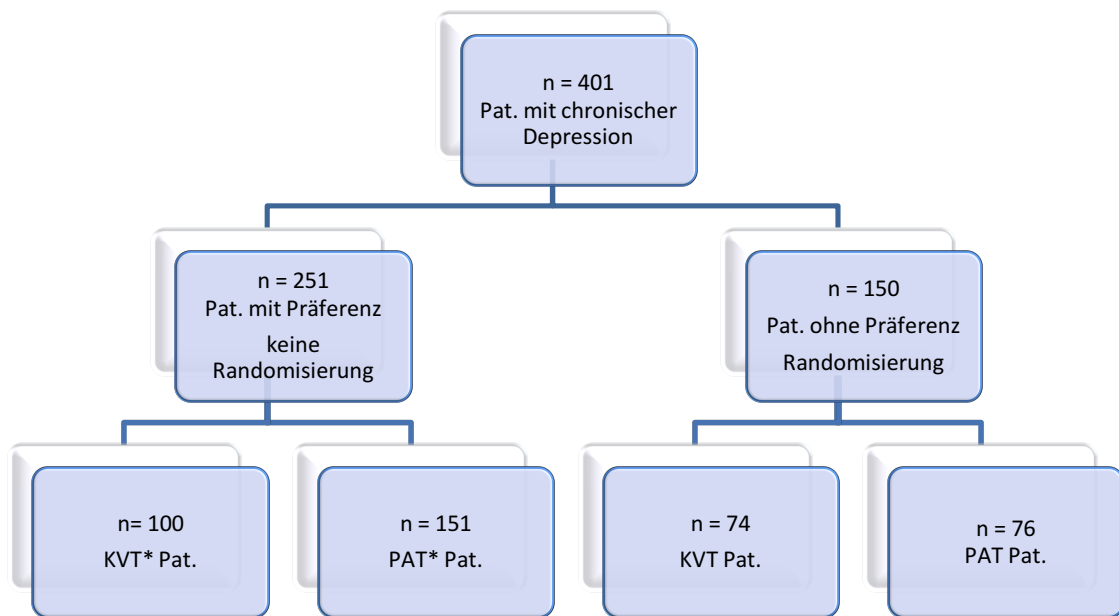 n = 401
Pat. mit chronischer
Depression
n = 251
Pat. mit Präferenz
keine
Randomisierung
n = 150
Pat. ohne Präferenz
Randomisierung
n= 100
KVT* Pat.
n = 151
PAT* Pat.
n = 74
KVT Pat.
n = 76
PAT Pat.